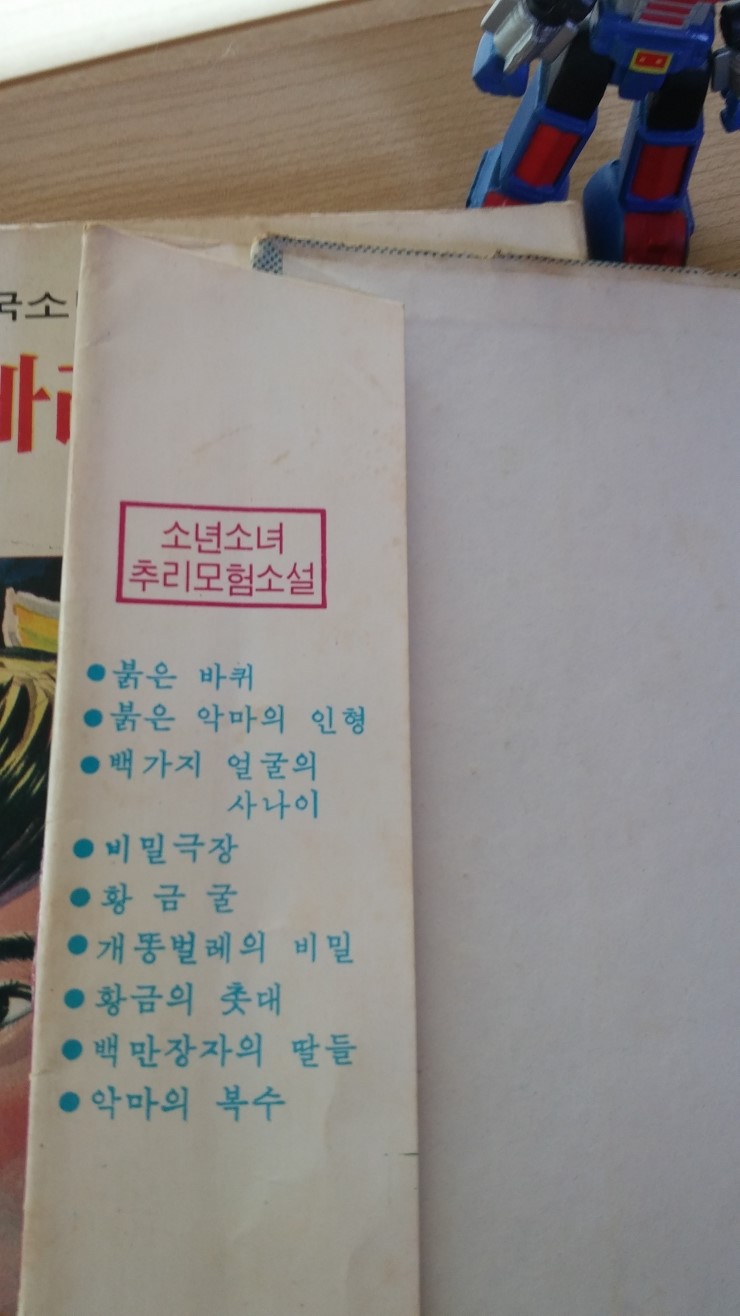 국소
소년소녀
추리모험소설
●붉은 바퀴
●붉은 악마의 인형
●백가지 얼굴의
사나이
●비밀극장
●황 금 굴
●개똥벌레의 비밀
●황금의 촛대
●백만장자의 딸들
●악마의 복수